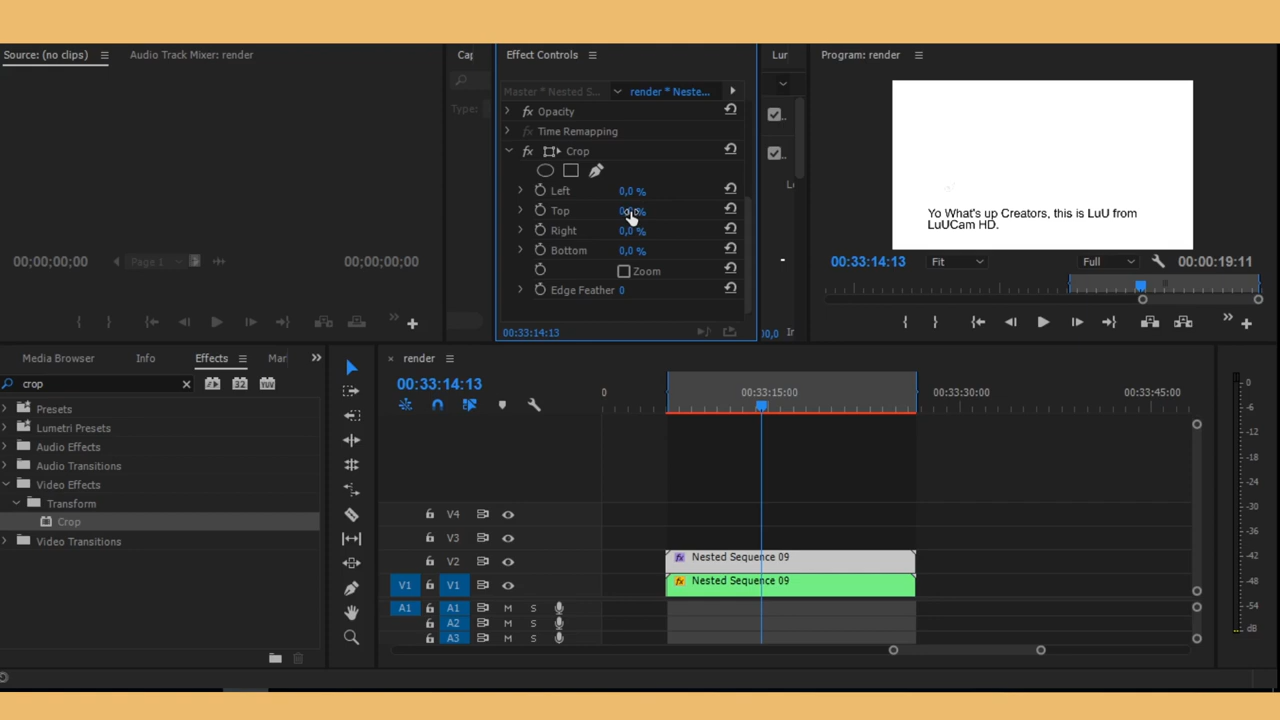 Source: (no clips)
Audio Track Mixer: render
Cap
Effect Controls
Lur
Program: render
Master * Nested S...
render * Neste...
Type:
Opacity
Time Remapping
fx
Crop
Left
0,0 %
Top
Right
0,0 %
Bottom
0,0 %
Zoom
Edge Feather 0
00:33:14:13
Yo What's up Creators, this is LuU from
LuUCam HD.
00;00;00;00
Page 1
00;00;00;00
00:33:14:13
Fit
Full
00:00:19:11
Media Browser
Info
Effects
Mar
crop
32
YUV
Presets
Lumetri Presets
Audio Effects
Audio Transitions
Video Effects
Transform
Crop
Video Transitions
render
00:33:14:13
0
00:33:15:00
00:33:30:00
00:33:45:00
V4
V3
V2
fx Nested Sequence 09
V1
V1
fx Nested Sequence 09
A1
A1
M
S
A2
M
S
A3
M
S
0
-6
-12
-18
-24
-30
-36
-42
-48
-54
dB